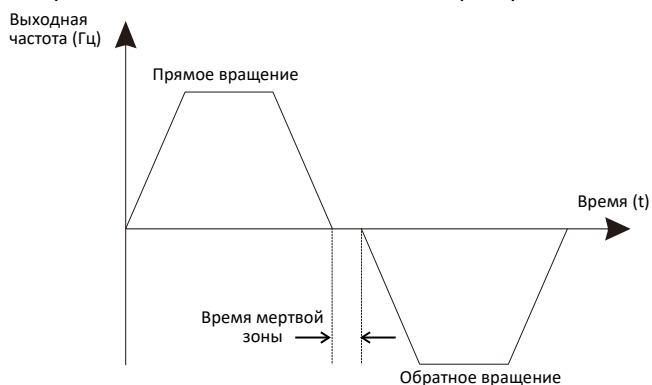 Выходная
частота (Гц)
Прямое вращение
Время (t)
Время мертвой
зоны
Обратное вращение